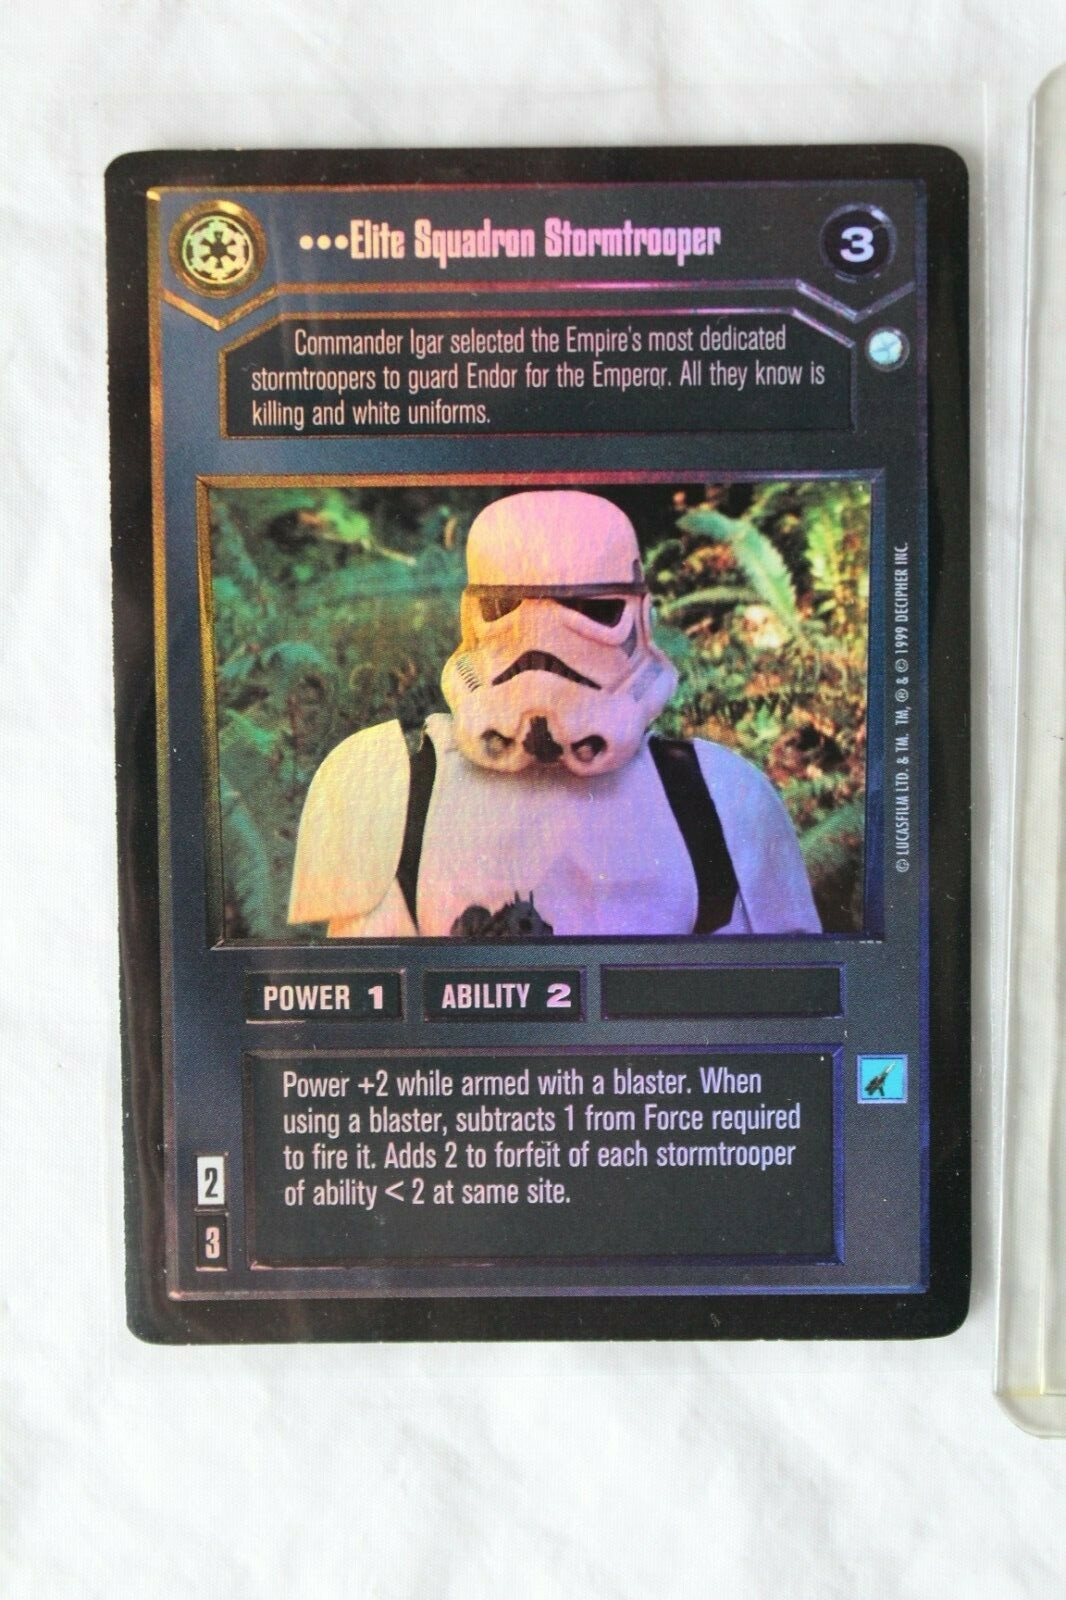 •••Elite Squadron Stormtrooper
3
Commander Igar selected the Empire's most dedicated
stormtroopers to guard Endor for the Emperor. All they know is
killing and white uniforms.
© LUCASFILM LTD. & TM. TM, ® & © 1999 DECIPHER INC.
POWER 1
ABILITY 2
Power +2 while armed with a blaster. When
using a blaster, subtracts 1 from Force required
to fire it. Adds 2 to forfeit of each stormtrooper
of ability < 2 at same site.
2
3